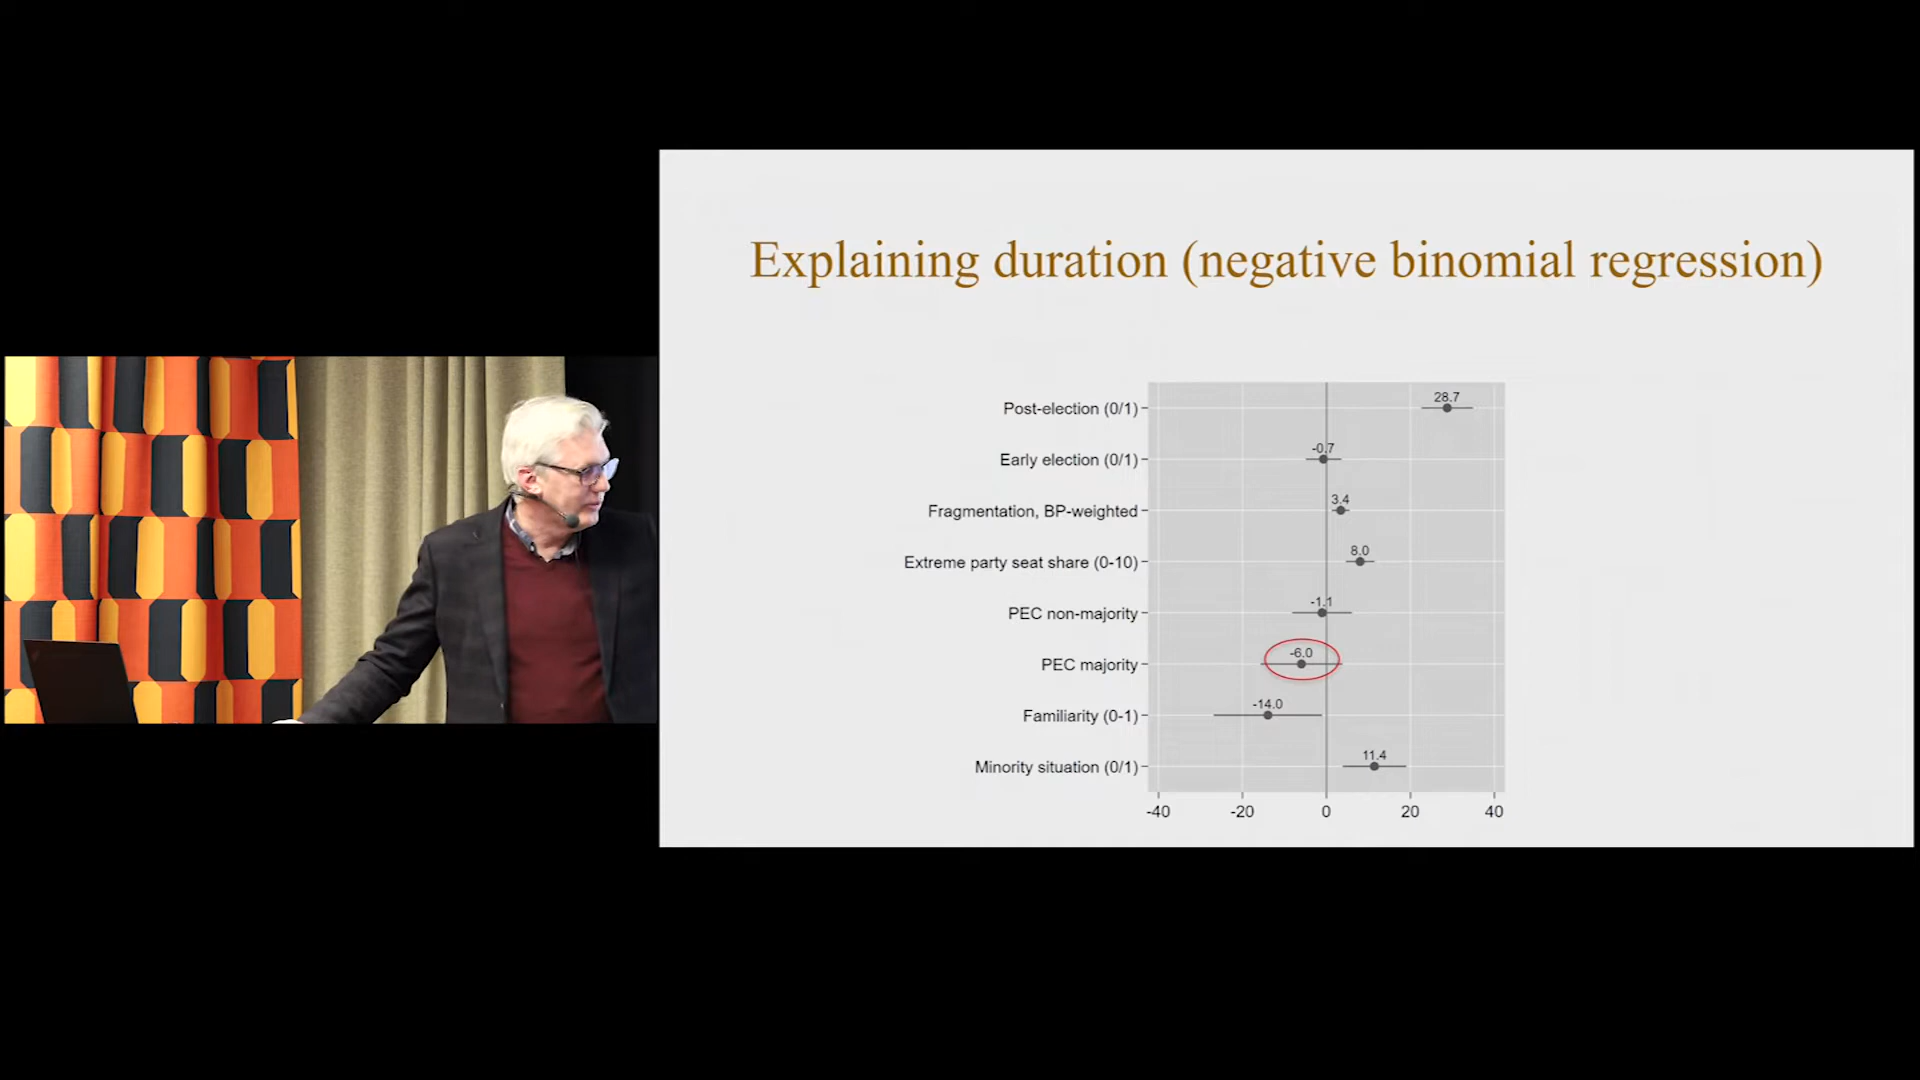 Explaining duration (negative binomial regression)
Post-election (0/1) 28.7
Early election (0/1) -0.7
Fragmentation, BP-weighted 3.4
Extreme party seat share (0-10) 8.0
PEC non-majority -1.1
PEC majority -6.0
Familiarity (0-1) -14.0
Minority situation (0/1) 11.4
-40 -20 0 20 40